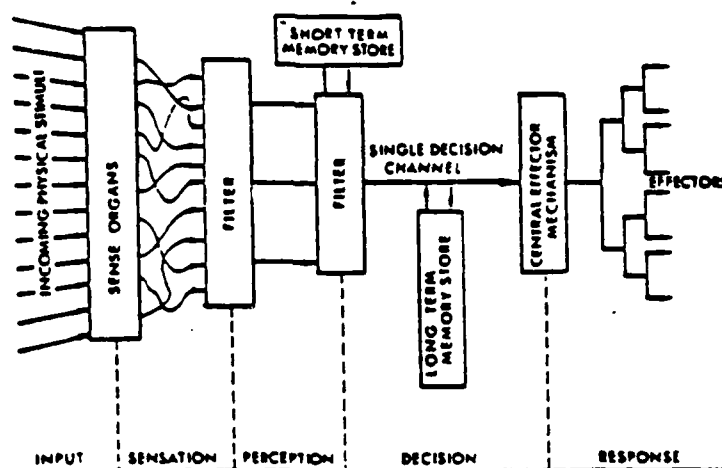 SHORT TERM
MEMORY STORE
INCOMING PHYSICAL STIMULI
SENSE ORGANS
FILTER
FILTER
SINGLE DECISION
CHANNEL
LONG TERM
MEMORY STORE
CENTRAL EFFECTOR
MECHANISM
EFFECTORS
INPUT
SENSATION
PERCEPTION
DECISION
RESPONSE